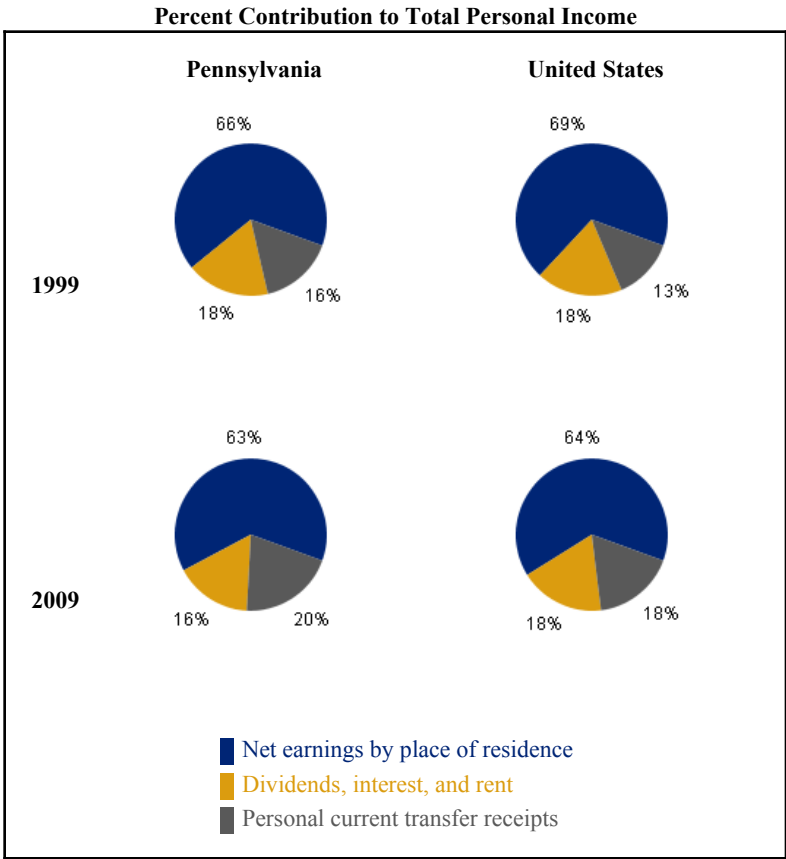 Percent Contribution to Total Personal Income
Pennsylvania United States
66% 69%
1999
18% 16% 18% 13%
63% 64%
2009
16% 20% 18% 18%
Net earnings by place of residence
Dividends, interest, and rent
Personal current transfer receipts